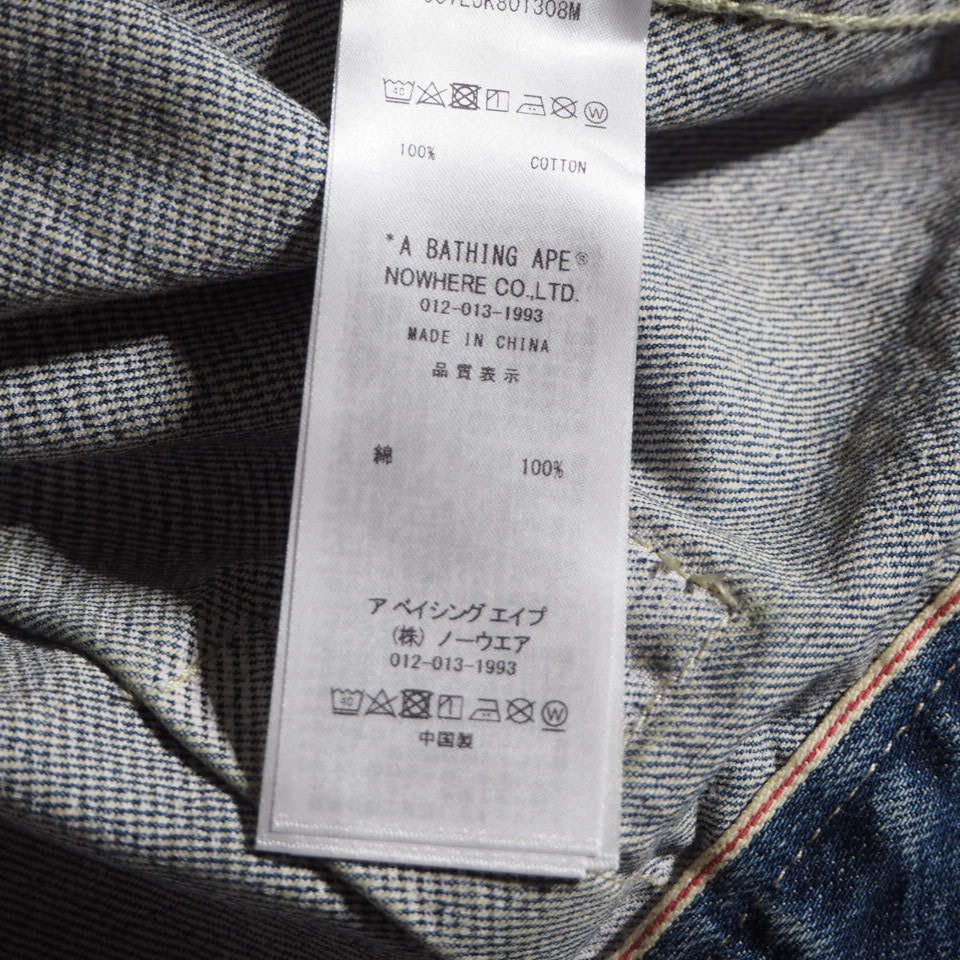 100% COTTON
*A BATHING APE®
NOWHERE CO.,LTD.
012-013-1993
MADE IN CHINA
品質表示
綿 100%
ア ベイシング エイプ
(株) ノーウエア
012-013-1993
中国製